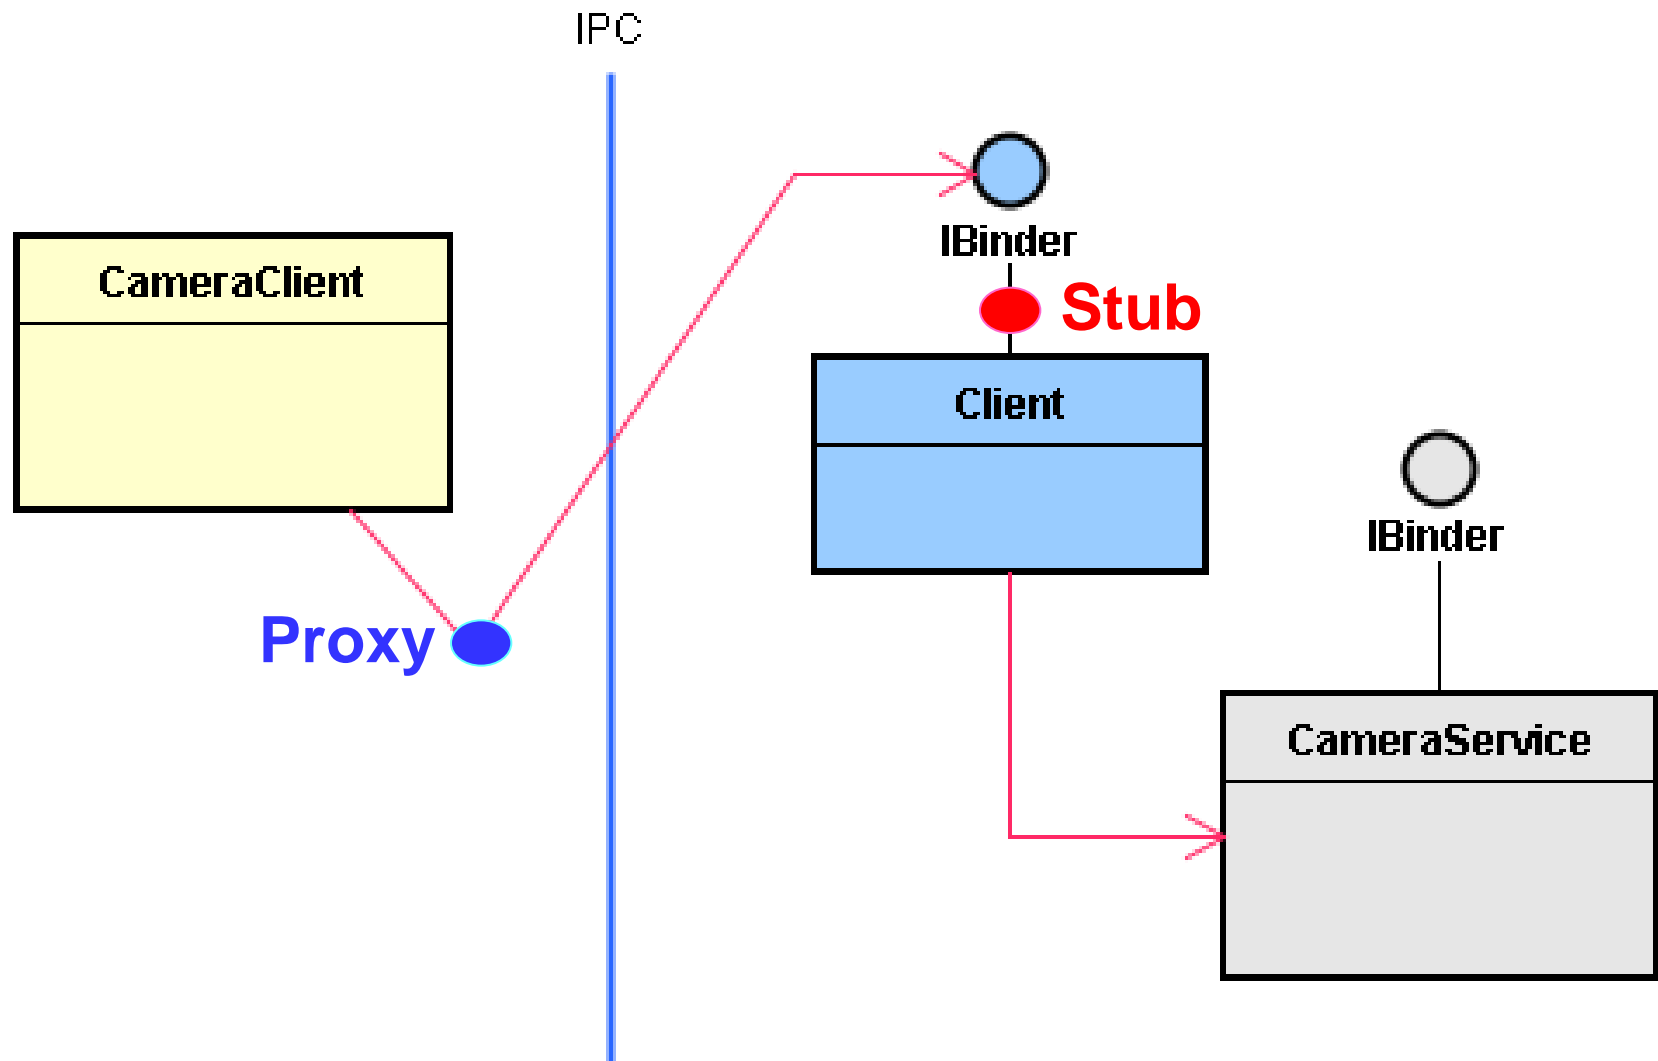 IPC
IBinder
CameraClient
Stub
Client
IBinder
Proxy
CameraService